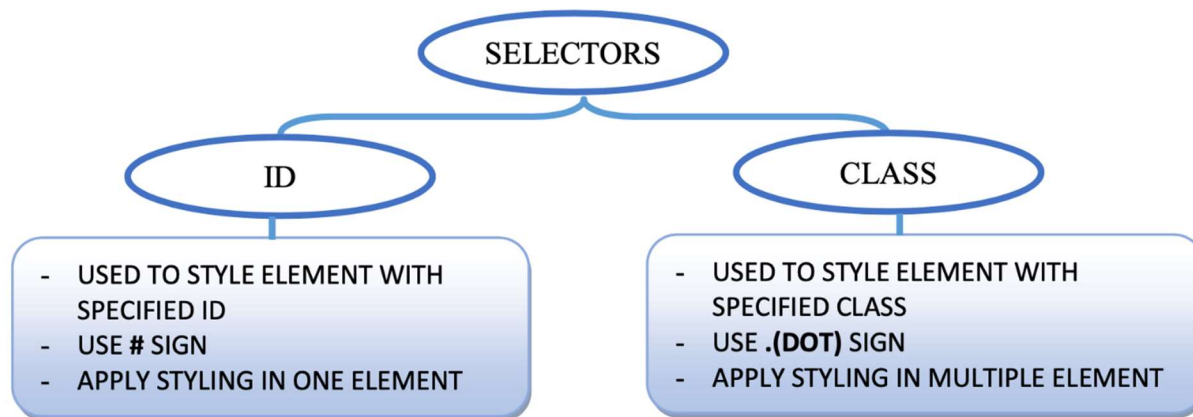 SELECTORS
ID
CLASS
- USED TO STYLE ELEMENT WITH
SPECIFIED ID
- USE # SIGN
- APPLY STYLING IN ONE ELEMENT
- USED TO STYLE ELEMENT WITH
SPECIFIED CLASS
- USE .(DOT) SIGN
- APPLY STYLING IN MULTIPLE ELEMENT